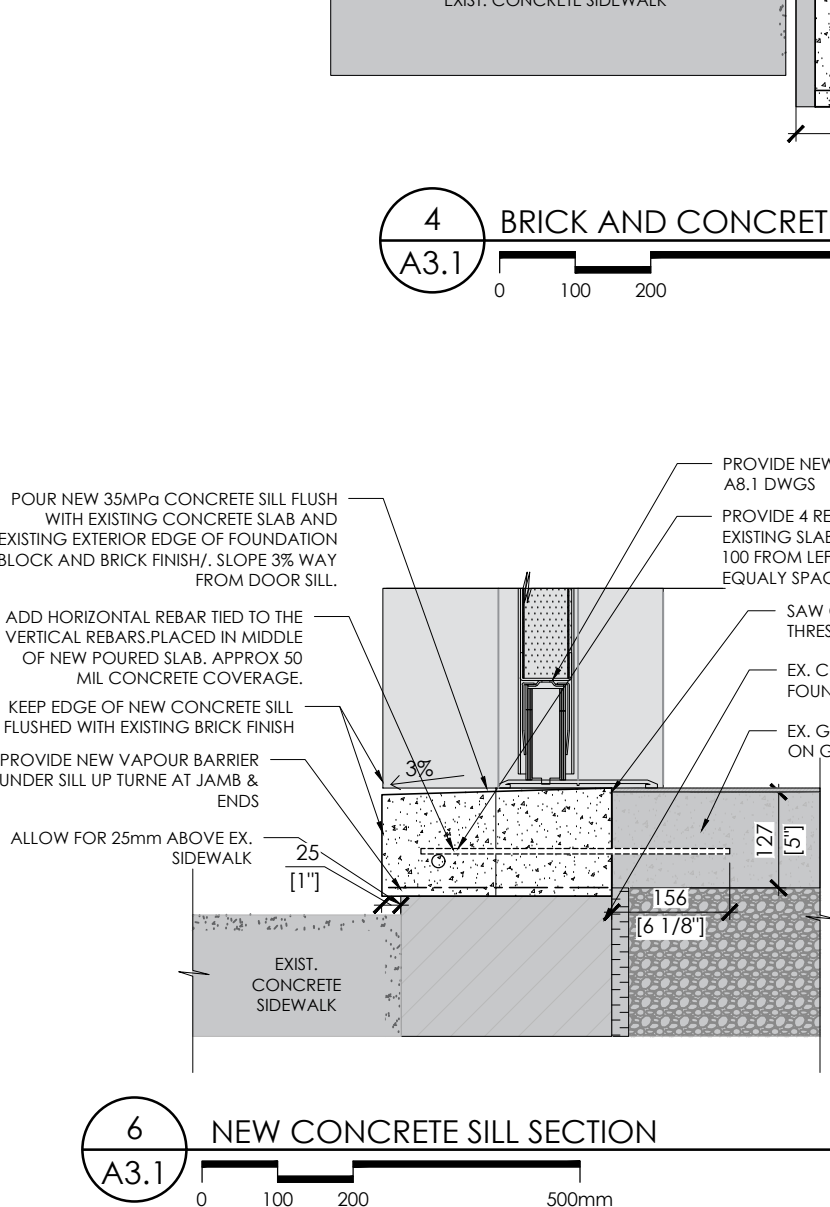 EXIST. CONCRETE SIDEWALK
4
A3.1
BRICK AND CONCRET
0 100 200
POUR NEW 35MPa CONCRETE SILL FLUSH
WITH EXISTING CONCRETE SLAB AND
EXISTING EXTERIOR EDGE OF FOUNDATION
BLOCK AND BRICK FINISH/. SLOPE 3% WAY
FROM DOOR SILL.
ADD HORIZONTAL REBAR TIED TO THE
VERTICAL REBARS.PLACED IN MIDDLE
OF NEW POURED SLAB. APPROX 50
MIL CONCRETE COVERAGE.
KEEP EDGE OF NEW CONCRETE SILL
FLUSHED WITH EXISTING BRICK FINISH
PROVIDE NEW VAPOUR BARRIER
UNDER SILL UP TURNE AT JAMB &
ENDS
ALLOW FOR 25mm ABOVE EX.
SIDEWALK
25
[1"]
3%
PROVIDE NEW
A8.1 DWGS
PROVIDE 4 RE
EXISTING SLAB
100 FROM LEF
EQUALY SPAC
SAW
THRES
EX. C
FOUN
EX. G
ON G
127
[5"]
156
[6 1/8"]
EXIST.
CONCRETE
SIDEWALK
6
A3.1
NEW CONCRETE SILL SECTION
0 100 200 500mm